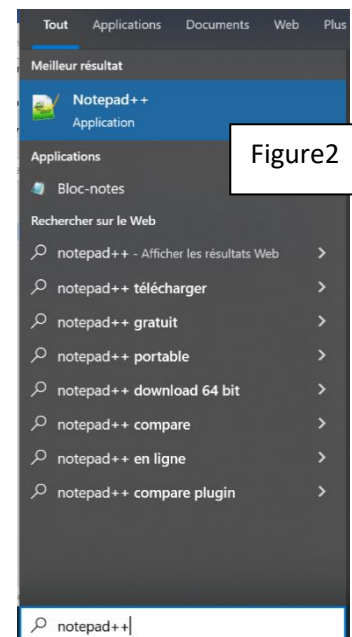 Tout Applications Documents Web Plus
Meilleur résultat
Notepad++
Application
Figure2
Applications
Bloc-notes
Rechercher sur le Web
notepad++ - Afficher les résultats Web
notepad++ télécharger
notepad++ gratuit
notepad++ portable
notepad++ download 64 bit
notepad++ compare
notepad++ en ligne
notepad++ compare plugin
notepad++